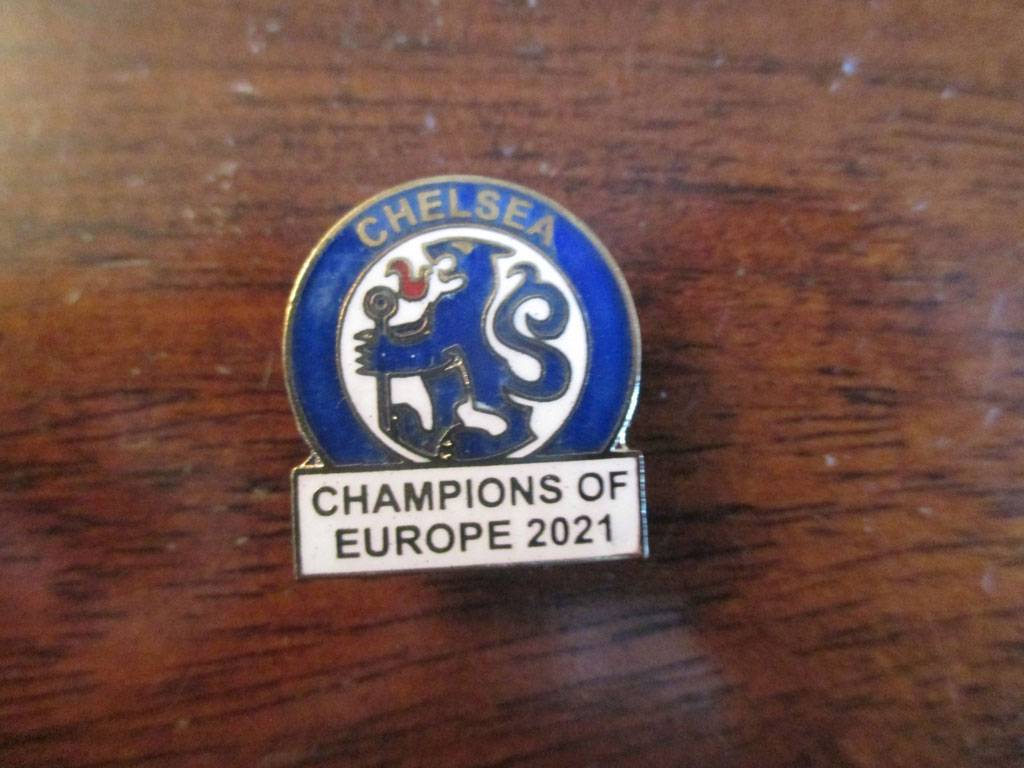 CHELSEA
CHAMPIONS OF
EUROPE 2021